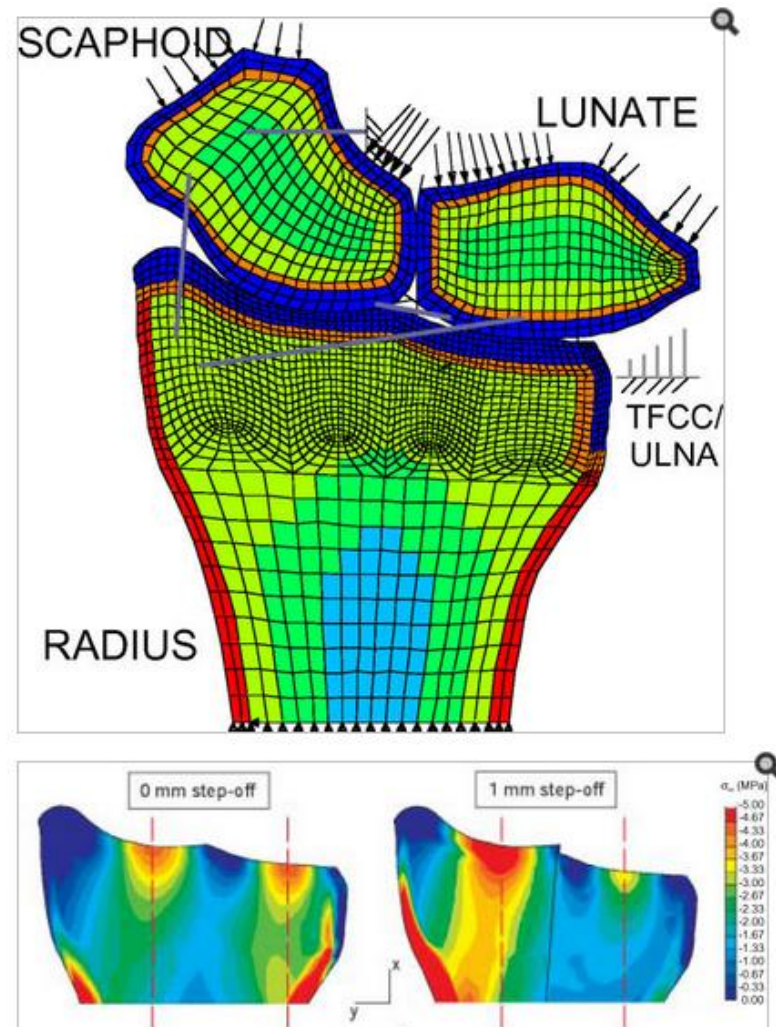 SCAPHOID
LUNATE
TFCC/
ULNA
RADIUS
0 mm step-off
1 mm step-off
(MPa)
-5.00
-4.67
-4.33
-4.00
-3.67
-3.33
-3.00
-2.67
-2.33
-2.00
-1.67
-1.33
-1.00
-0.67
-0.33
0.00
x
y